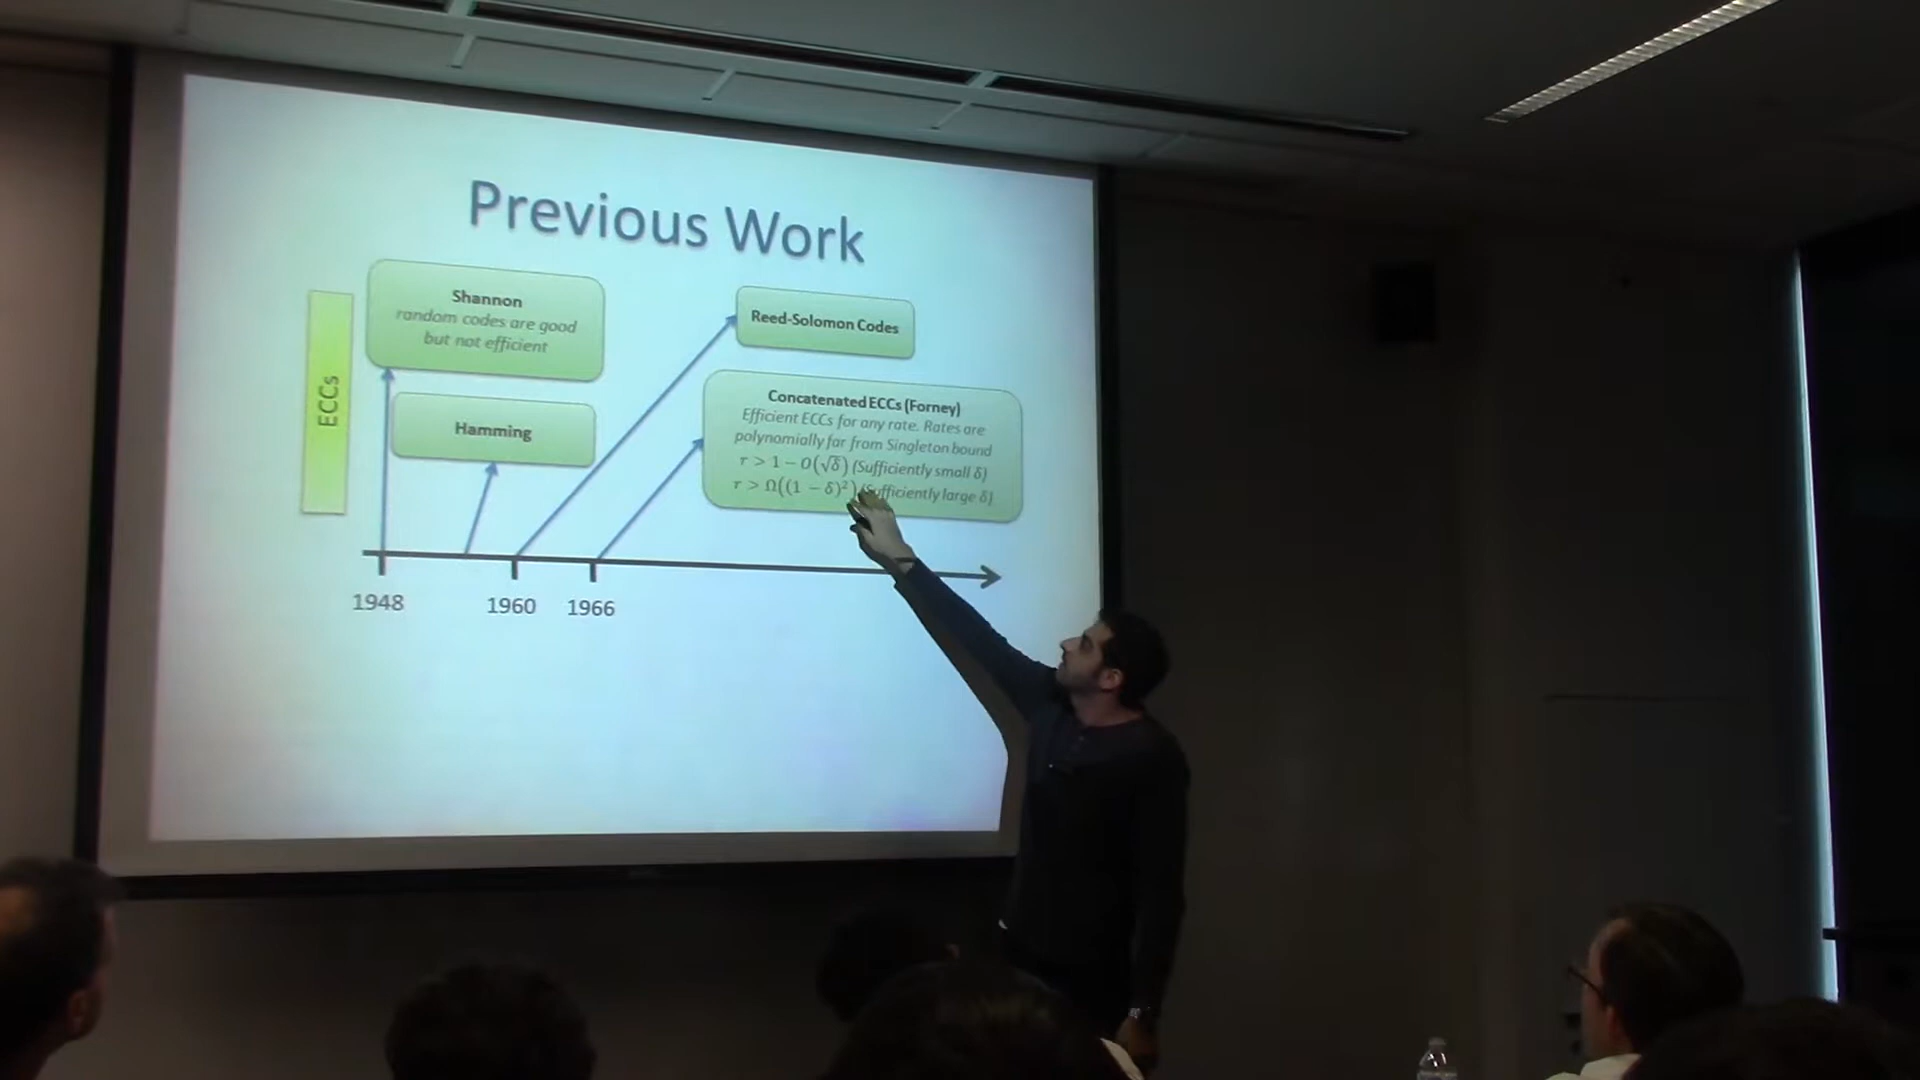 Previous Work
ECCs
Shannon
random codes are good
but not efficient
Hamming
Reed-Solomon Codes
Concatenated ECCs (Forney)
Efficient ECCs for any rate. Rates are
polynomially far from Singleton bound
r > 1 − O(√δ) (Sufficiently small δ)
r > Ω((1 − δ)²) (Sufficiently large δ)
1948
1960
1966